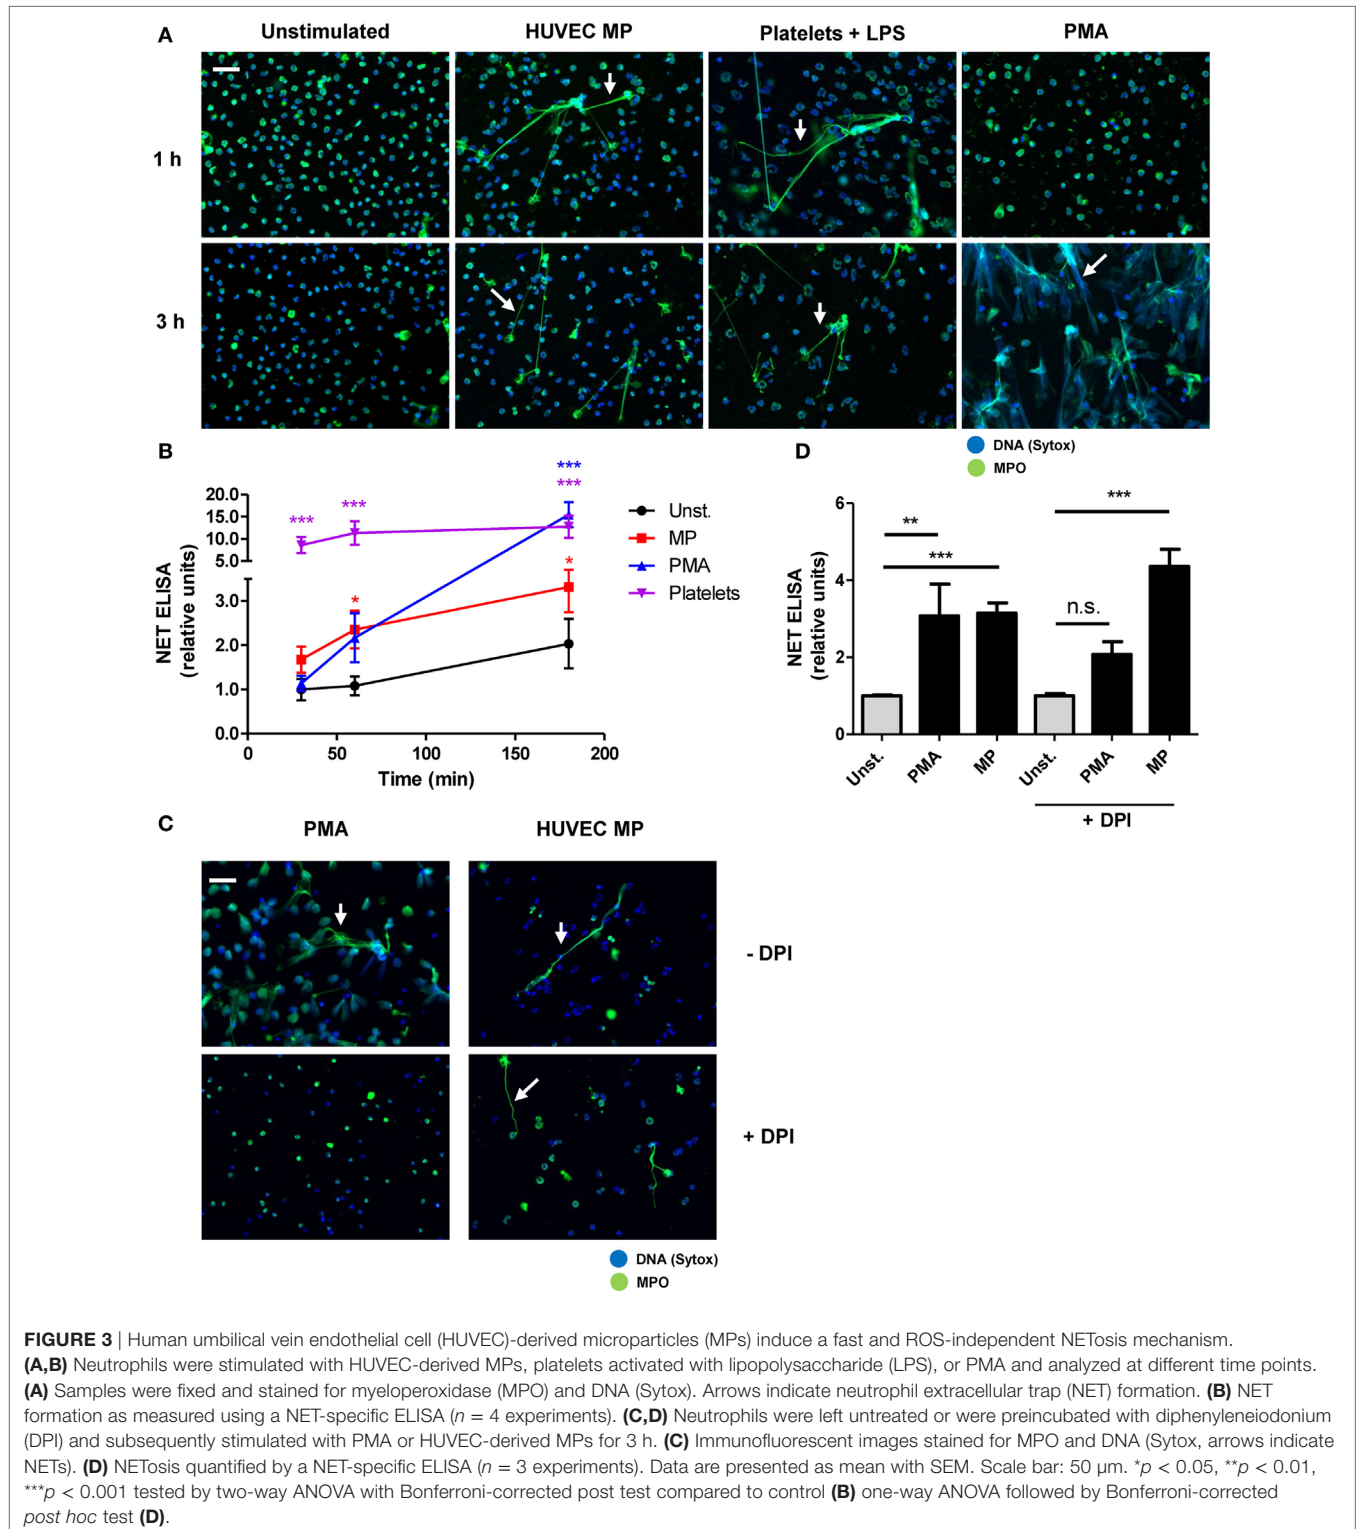 A
Unstimulated HUVEC MP Platelets + LPS PMA
1 h
3 h
DNA (Sytox)
MPO
B
*** *** *** ***
* *
20.0
15.0
10.0
5.0
3.0
2.0
1.0
0.0
NET ELISA
(relative units)
0 50 100 150 200
Time (min)
Unst.
MP
PMA
Platelets
D
6
4
2
0
NET ELISA
(relative units)
** *** n.s. ***
Unst. PMA MP Unst. PMA MP
+ DPI
C
PMA HUVEC MP
- DPI
+ DPI
DNA (Sytox)
MPO
FIGURE 3 | Human umbilical vein endothelial cell (HUVEC)-derived microparticles (MPs) induce a fast and ROS-independent NETosis mechanism.
(A,B) Neutrophils were stimulated with HUVEC-derived MPs, platelets activated with lipopolysaccharide (LPS), or PMA and analyzed at different time points.
(A) Samples were fixed and stained for myeloperoxidase (MPO) and DNA (Sytox). Arrows indicate neutrophil extracellular trap (NET) formation. (B) NET
formation as measured using a NET-specific ELISA (n = 4 experiments). (C,D) Neutrophils were left untreated or were preincubated with diphenyleneiodonium
(DPI) and subsequently stimulated with PMA or HUVEC-derived MPs for 3 h. (C) Immunofluorescent images stained for MPO and DNA (Sytox, arrows indicate
NETs). (D) NETosis quantified by a NET-specific ELISA (n = 3 experiments). Data are presented as mean with SEM. Scale bar: 50 μm. *p < 0.05, **p < 0.01,
***p < 0.001 tested by two-way ANOVA with Bonferroni-corrected post test compared to control (B) one-way ANOVA followed by Bonferroni-corrected
post hoc test (D).